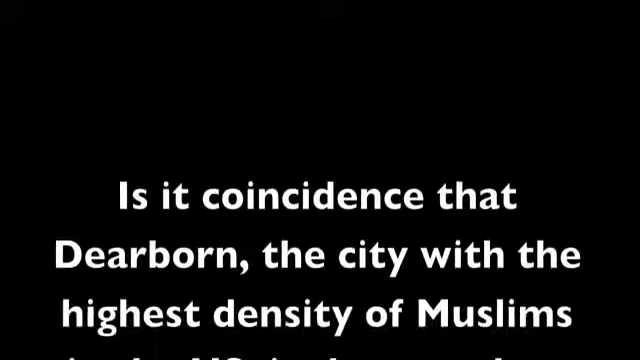 Is it coincidence that
Dearborn, the city with the
highest density of Muslims